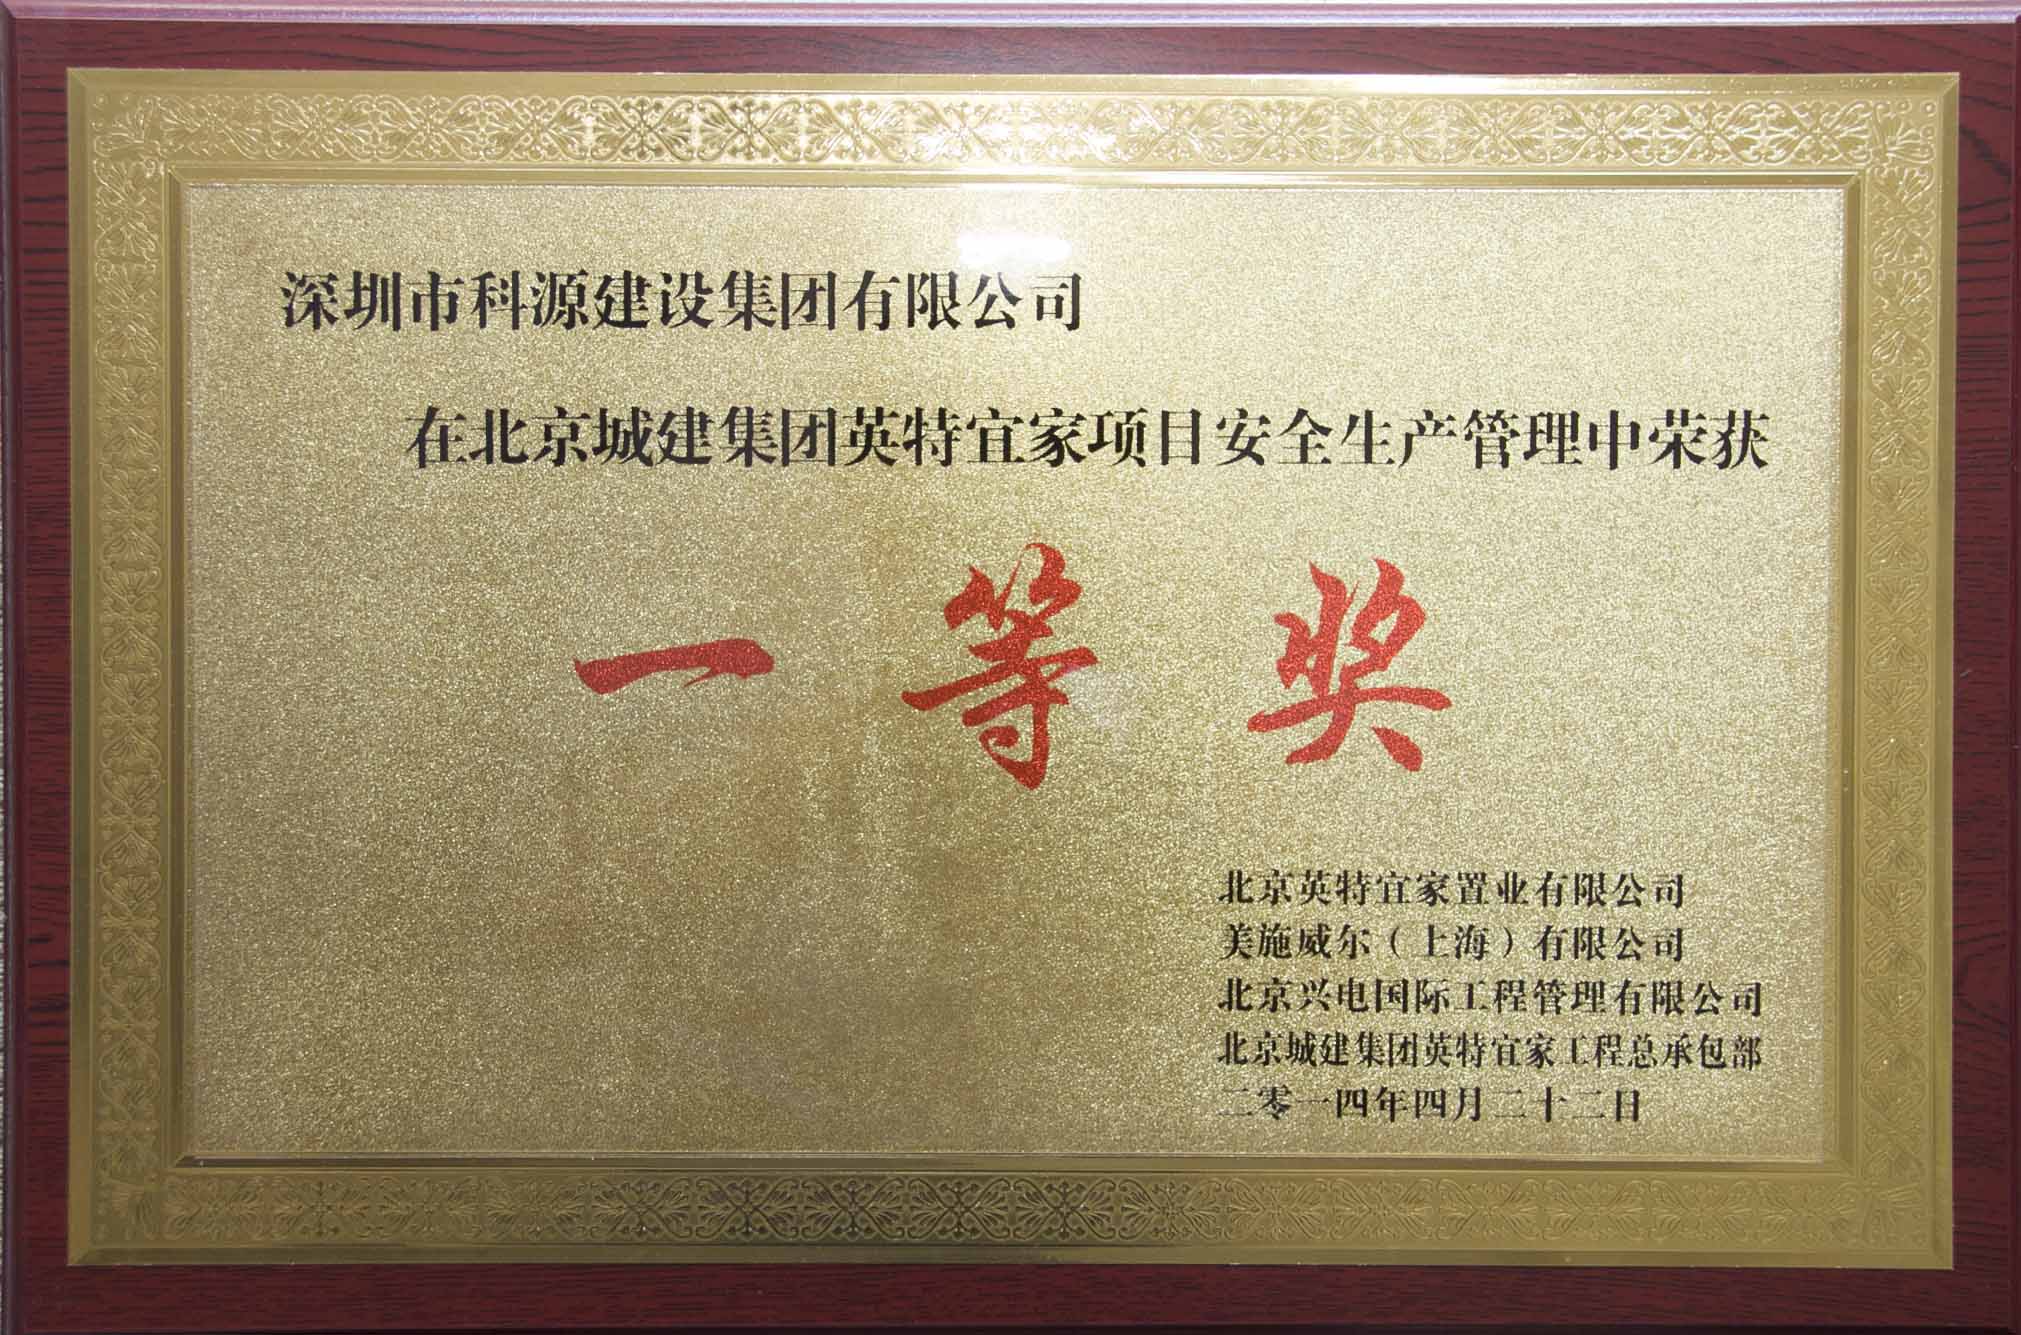 深圳市科源建设集团有限公司
在北京城建集团英特宜家项目安全生产管理中荣获
一等奖
北京英特宜家置业有限公司
美施威尔（上海）有限公司
北京兴电国际工程管理有限公司
北京城建集团英特宜家工程总承包部
二零一四年四月二十二日